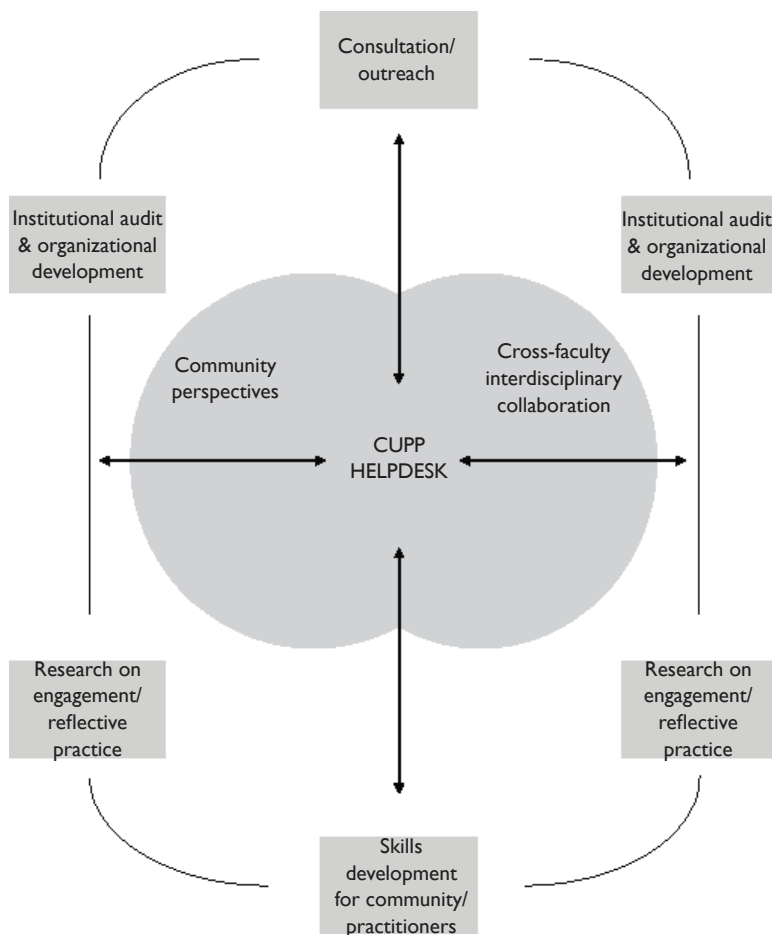 Consultation/
outreach
Institutional audit
& organizational
development
Institutional audit
& organizational
development
Community
perspectives
Cross-faculty
interdisciplinary
collaboration
CUPP
HELPDESK
Research on
engagement/
reflective
practice
Research on
engagement/
reflective
practice
Skills
development
for community/
practitioners